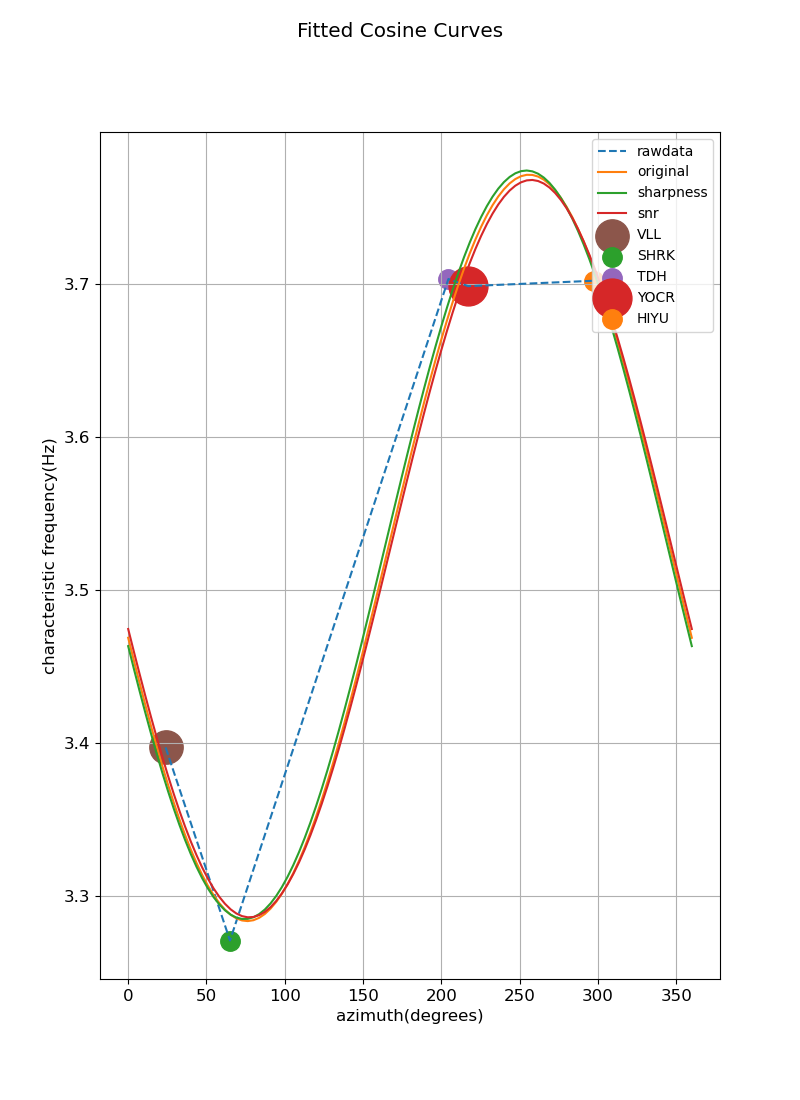 Fitted Cosine Curves
rawdata
original
sharpness
snr
VLL
SHRK
TDH
YOCR
HIYU
3.7
3.6
3.5
3.4
3.3
characteristic frequency(Hz)
0 50 100 150 200 250 300 350
azimuth(degrees)